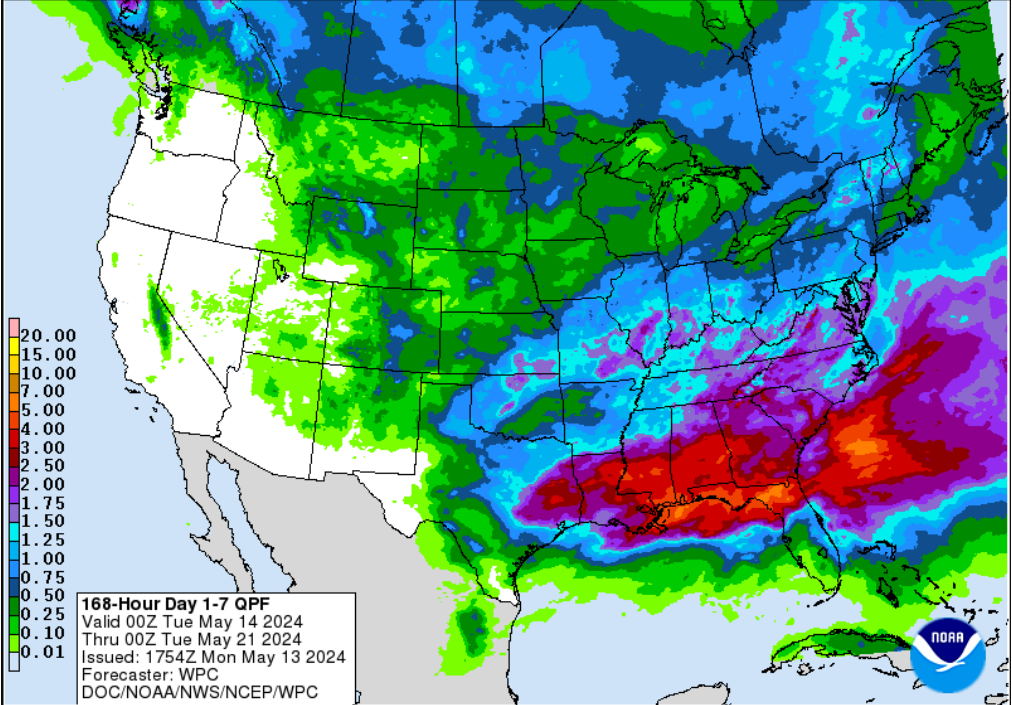 20.00
15.00
10.00
7.00
5.00
4.00
3.00
2.50
2.00
1.75
1.50
1.25
1.00
0.75
0.50
0.25
0.10
0.01
168-Hour Day 1-7 QPF
Valid 00Z Tue May 14 2024
Thru 00Z Tue May 21 2024
Issued: 1754Z Mon May 13 2024
Forecaster: WPC
DOC/NOAA/NWS/NCEP/WPC
NOAA